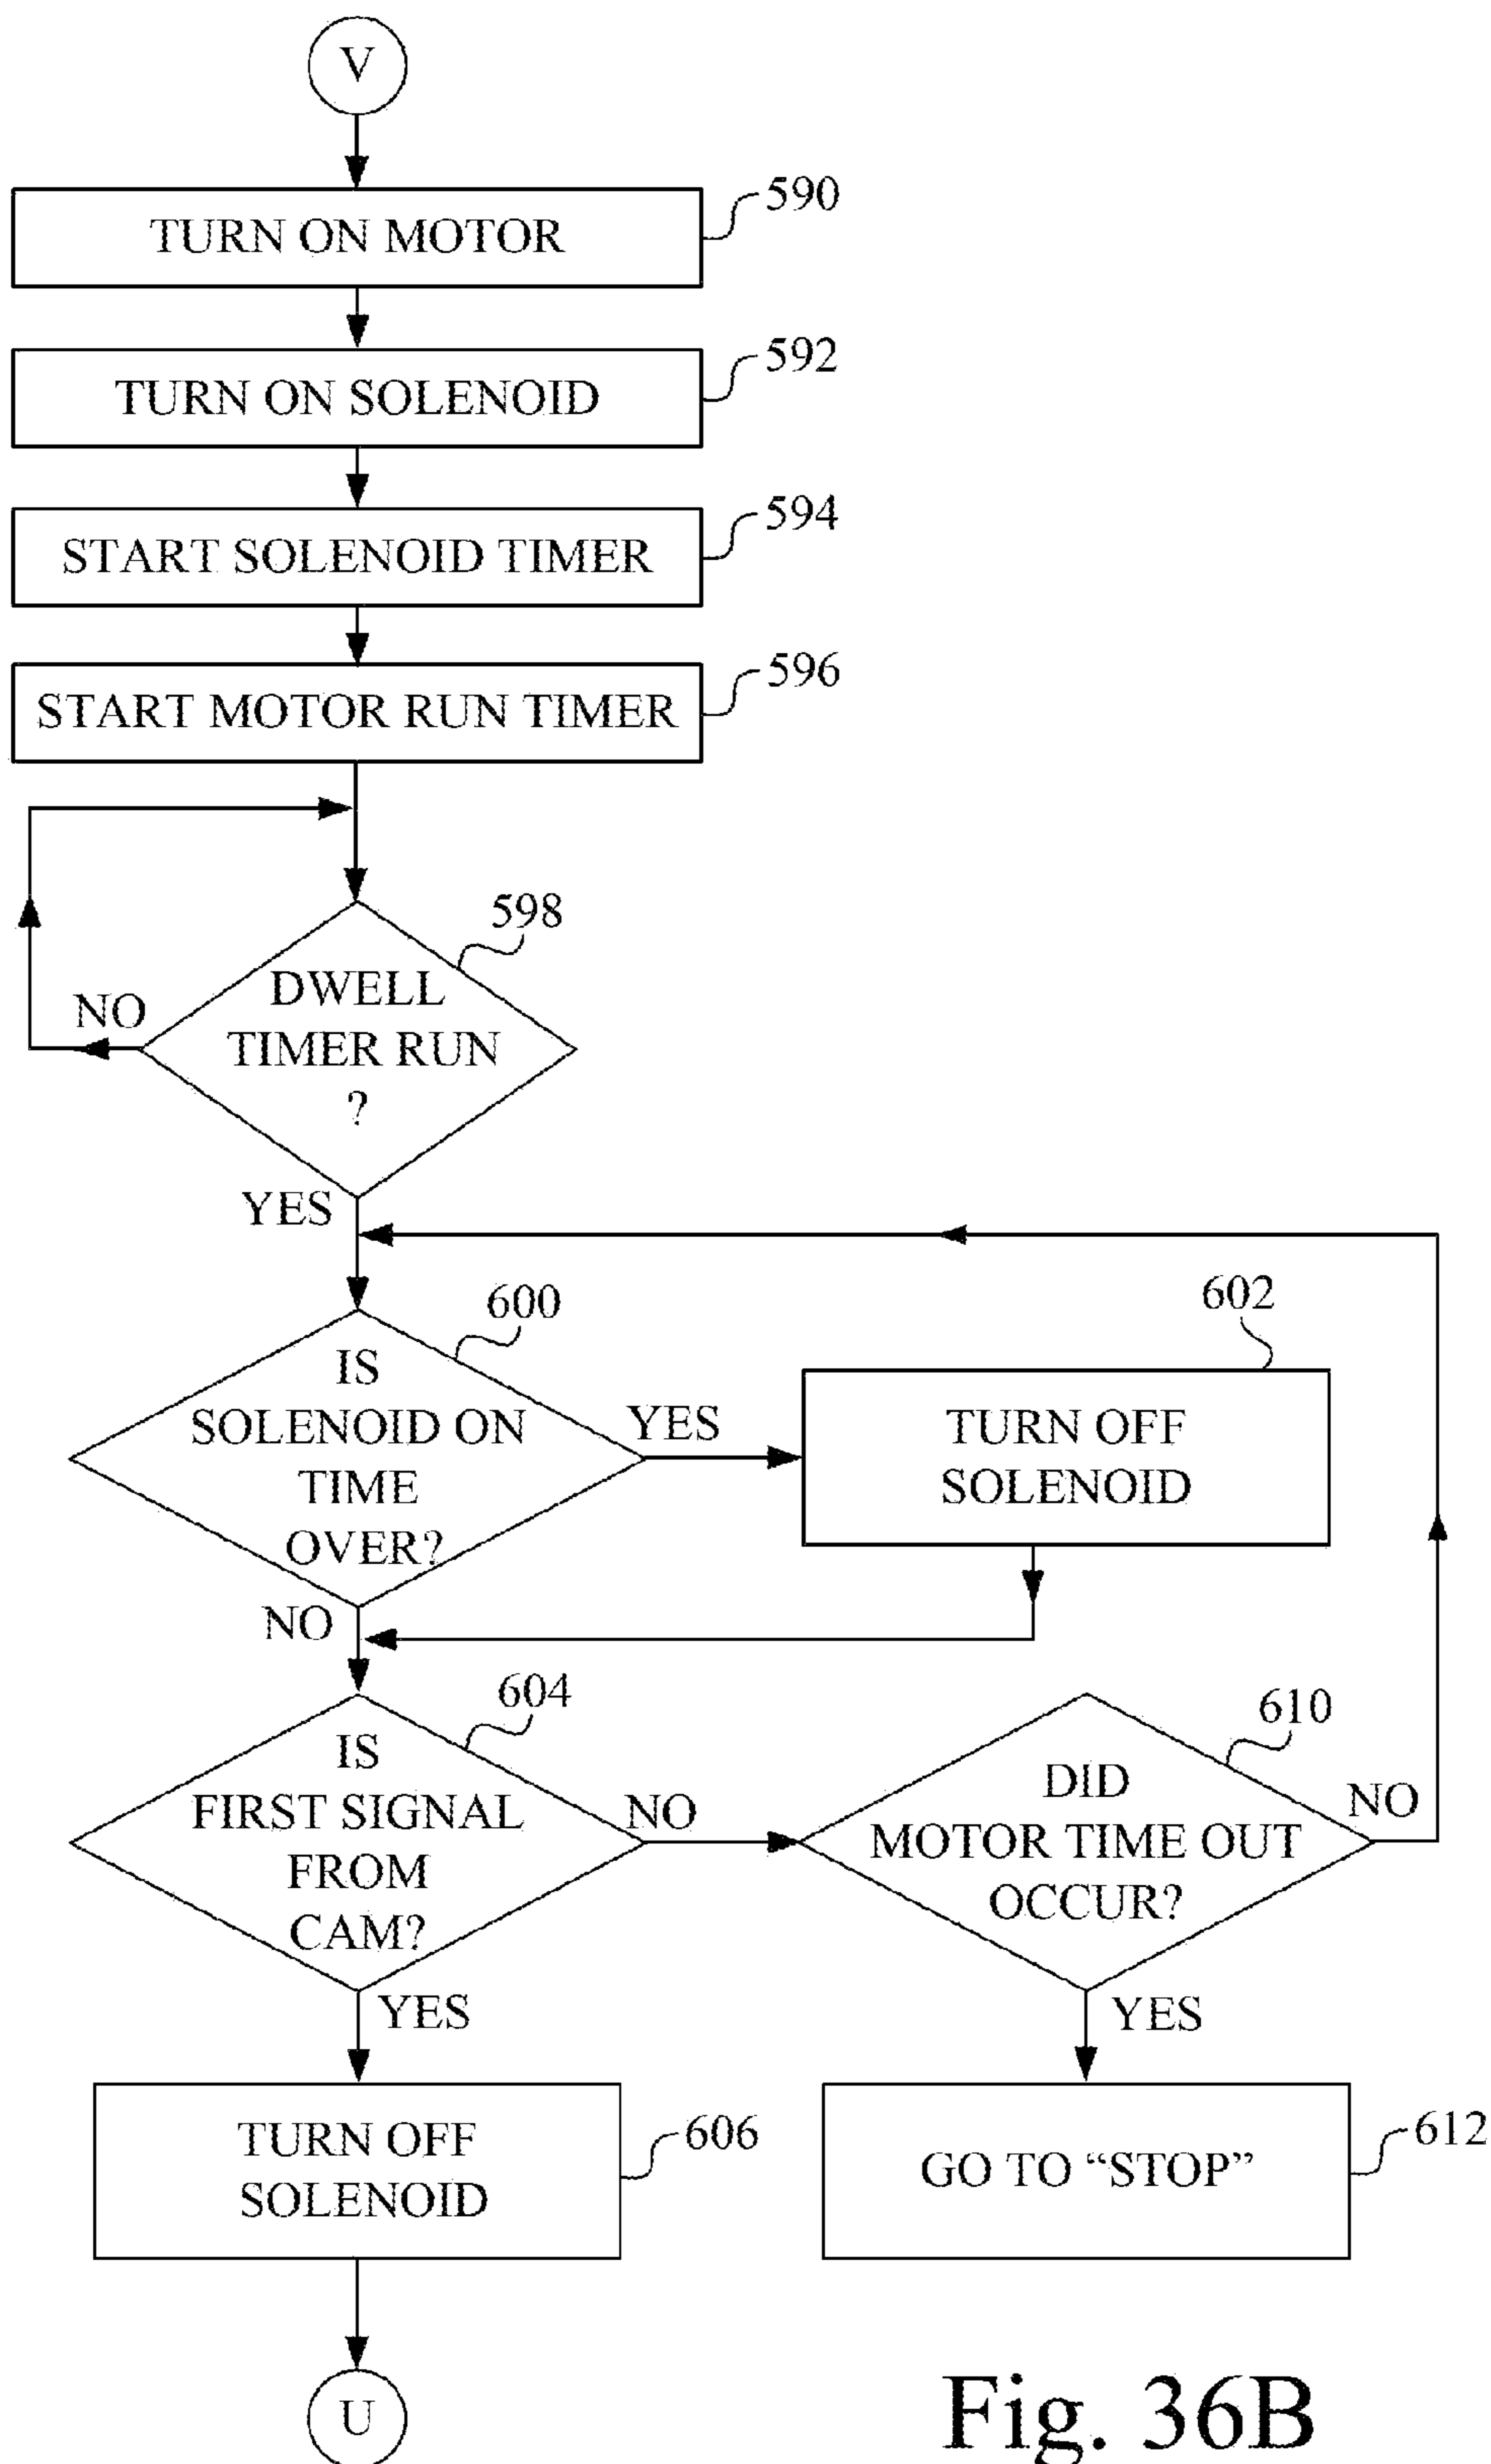 V
TURN ON MOTOR
590
TURN ON SOLENOID
592
START SOLENOID TIMER
594
START MOTOR RUN TIMER
596
598
DWELL
TIMER RUN
?
NO
YES
600
IS
SOLENOID ON
TIME
OVER?
YES
NO
602
TURN OFF
SOLENOID
604
IS
FIRST SIGNAL
FROM
CAM?
NO
YES
610
DID
MOTOR TIME OUT
OCCUR?
NO
YES
TURN OFF
SOLENOID
606
GO TO “STOP”
612
U
Fig. 36B